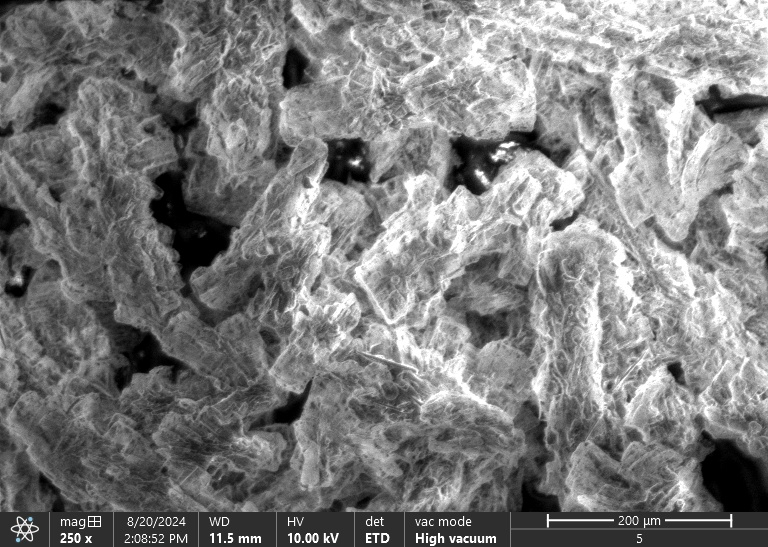 mag 8/20/2024 WD HV det vac mode 200 µm
250 x 2:08:52 PM 11.5 mm 10.00 kV ETD High vacuum 5